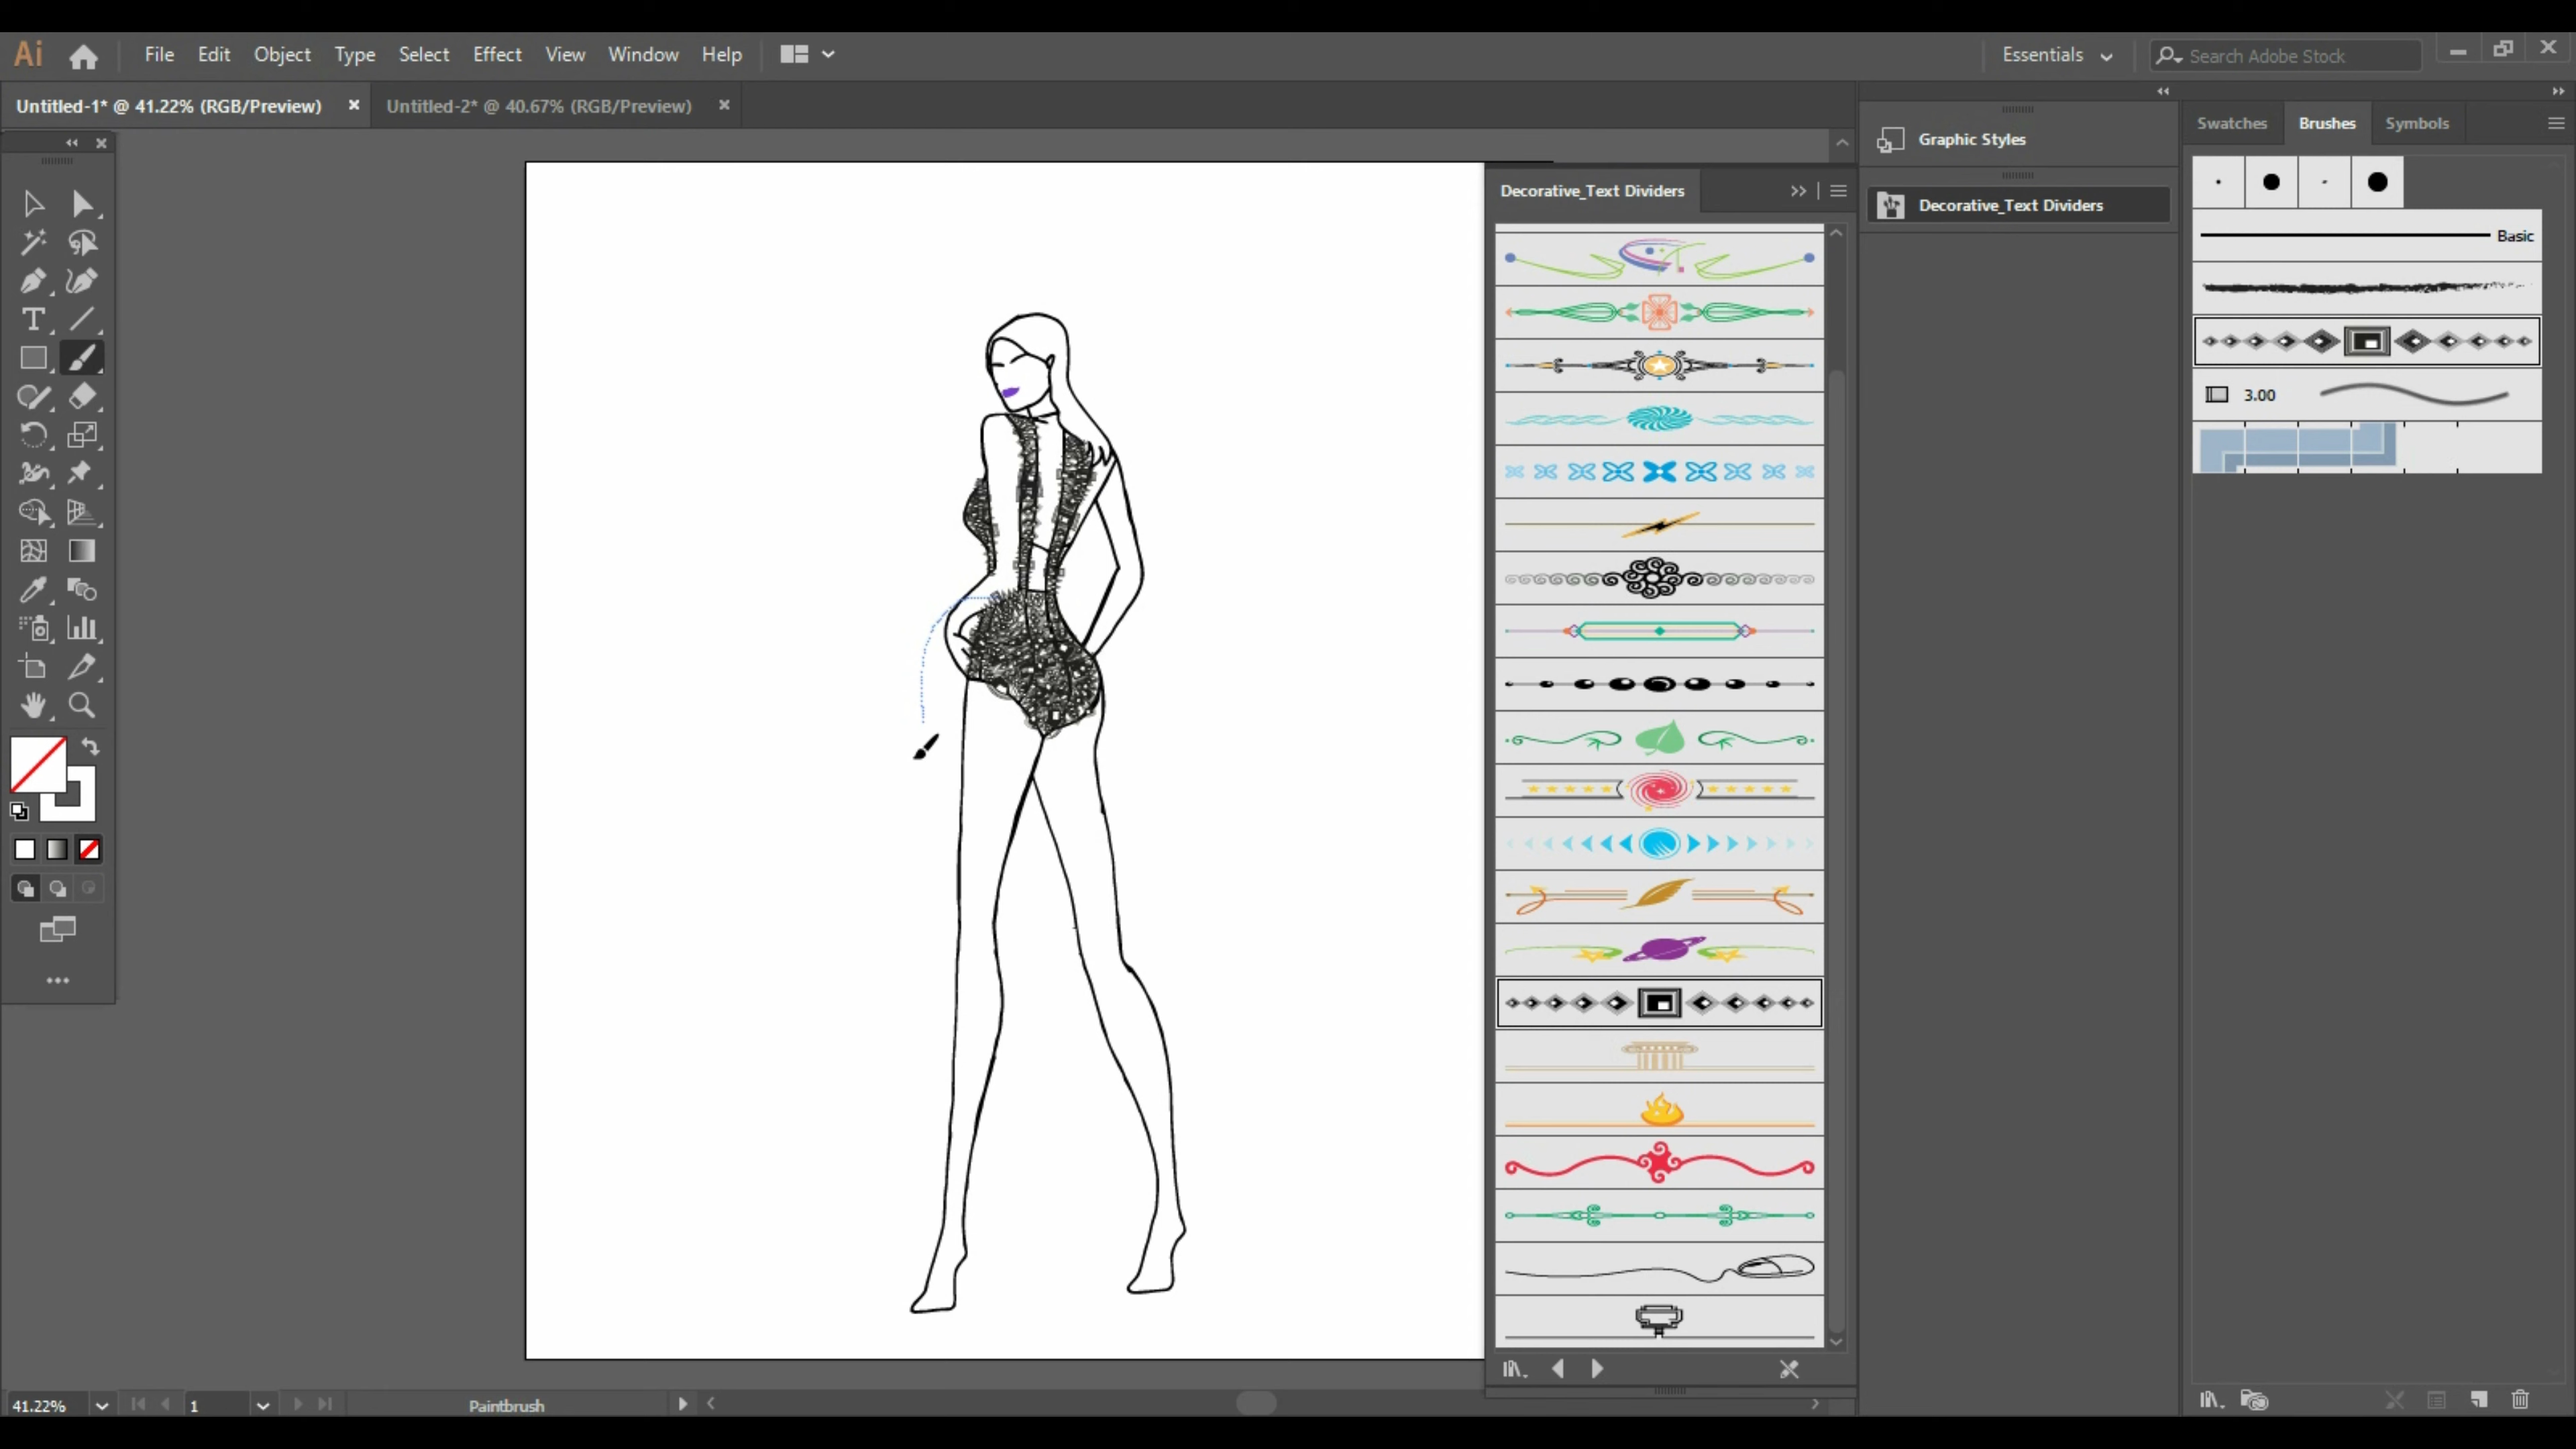 Ai File Edit Object Type Select Effect View Window Help Essentials Search Adobe Stock
Untitled-1* @ 41.22% (RGB/Preview) Untitled-2* @ 40.67% (RGB/Preview)
Graphic Styles
Decorative_Text Dividers
Decorative_Text Dividers
Swatches Brushes Symbols
Basic
3.00
41.22% 1 Paintbrush